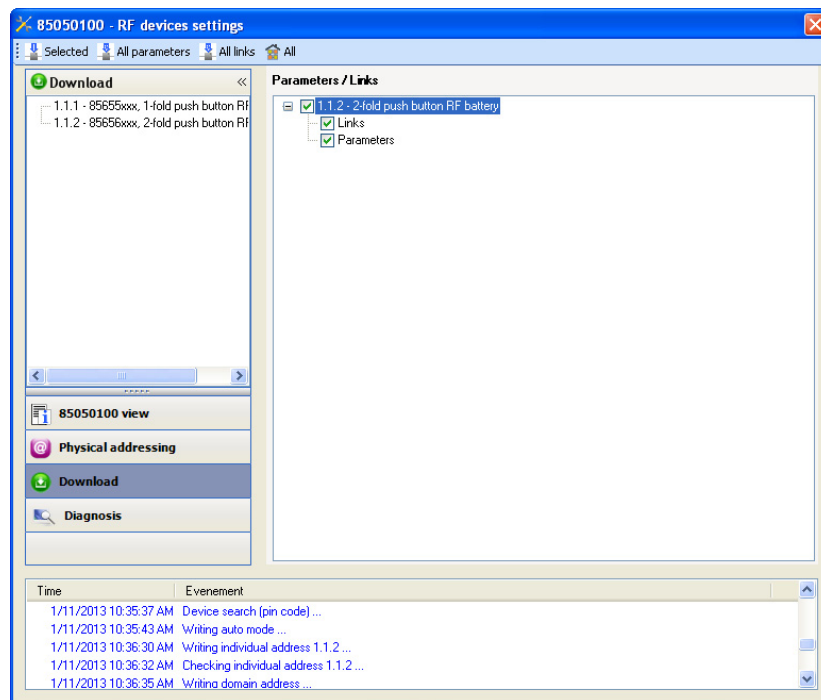 85050100 - RF devices settings
Selected All parameters All links All
Download
1.1.1 - 85655xxx, 1-fold push button RF
1.1.2 - 85656xxx, 2-fold push button RF
85050100 view
Physical addressing
Download
Diagnosis
Parameters / Links
1.1.2 - 2-fold push button RF battery
Links
Parameters
Time Evenement
1/11/2013 10:35:37 AM Device search (pin code) ...
1/11/2013 10:35:43 AM Writing auto mode ...
1/11/2013 10:36:30 AM Writing individual address 1.1.2 ...
1/11/2013 10:36:32 AM Checking individual address 1.1.2 ...
1/11/2013 10:36:35 AM Writing domain address ...